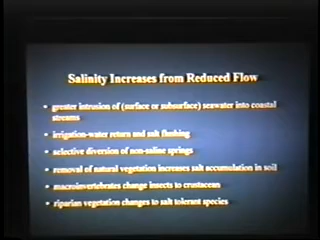 Salinity Increases from Reduced Flow
• greater intrusion of (surface or subsurface) seawater into coastal
streams
• irrigation-water return and salt flushing
• selective diversion of non-saline springs
• removal of natural vegetation increases salt accumulation in soil
• macroinvertebrates change insects to crustacean
• riparian vegetation changes to salt tolerant species